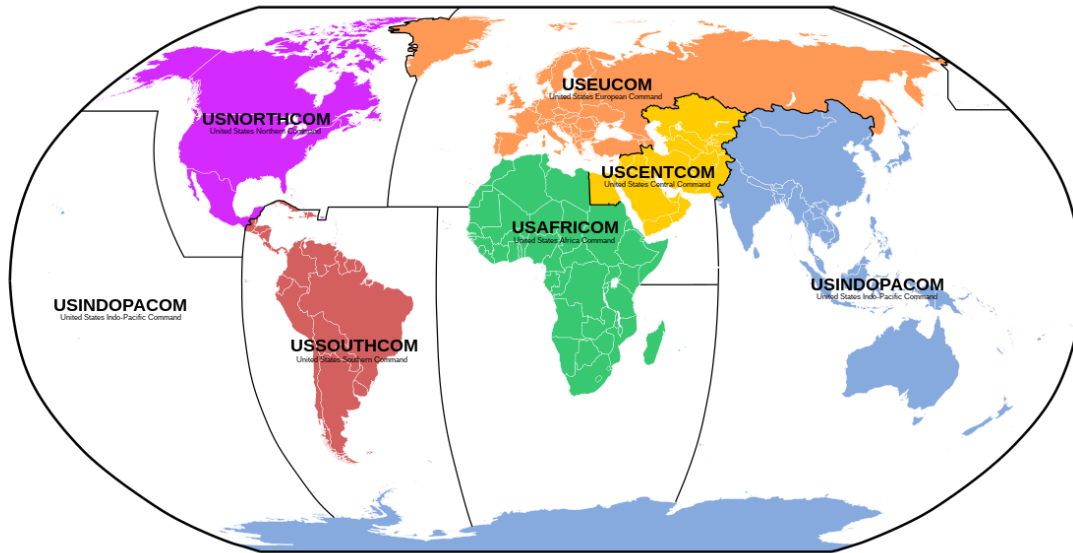 USEUCOM
United States European Command
USNORTHCOM
United States Northern Command
USCENTCOM
United States Central Command
USAFRICOM
United States Africa Command
USINDOPACOM
United States Indo-Pacific Command
USINDOPACOM
United States Indo-Pacific Command
USSOUTHCOM
United States Southern Command